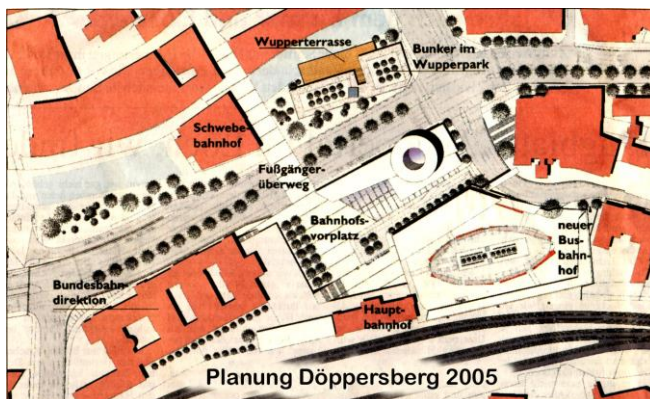 Wupperterrasse
Bunker im
Wupperpark
Schwebe-
bahnhof
Fußgänger-
überweg
Bahnhofs-
vorplatz
neuer
Bus-
bahn-
hof
Bundesbahn-
direktion
Haupt-
bahnhof
Planung Döppersberg 2005